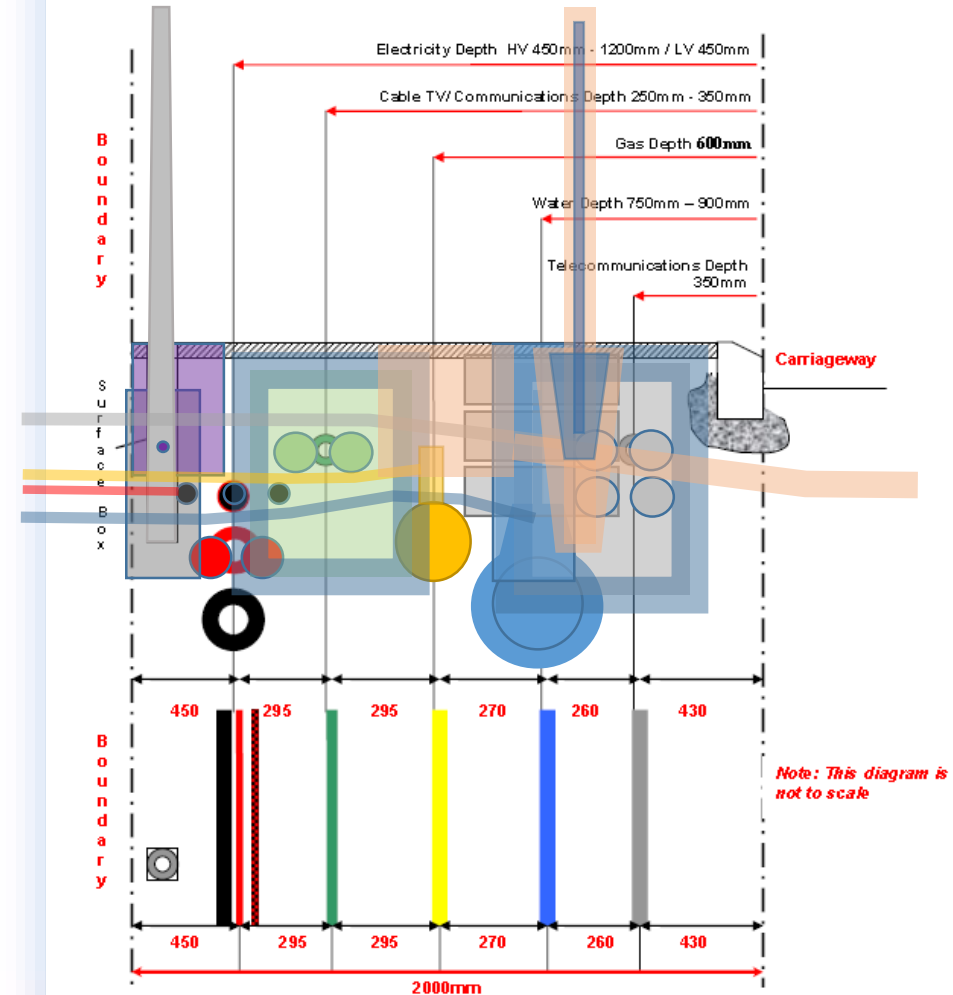 Electricity Depth HV 450mm - 1200mm / LV 450mm
Cable TV/ Communications Depth 250mm - 350mm
Gas Depth 600mm
Water Depth 750mm – 900mm
Telecommunications Depth
350mm
Boundary
Carriageway
Surface Box
450 295 295 270 260 430
Boundary
Note: This diagram is
not to scale
450 295 295 270 260 430
2000mm